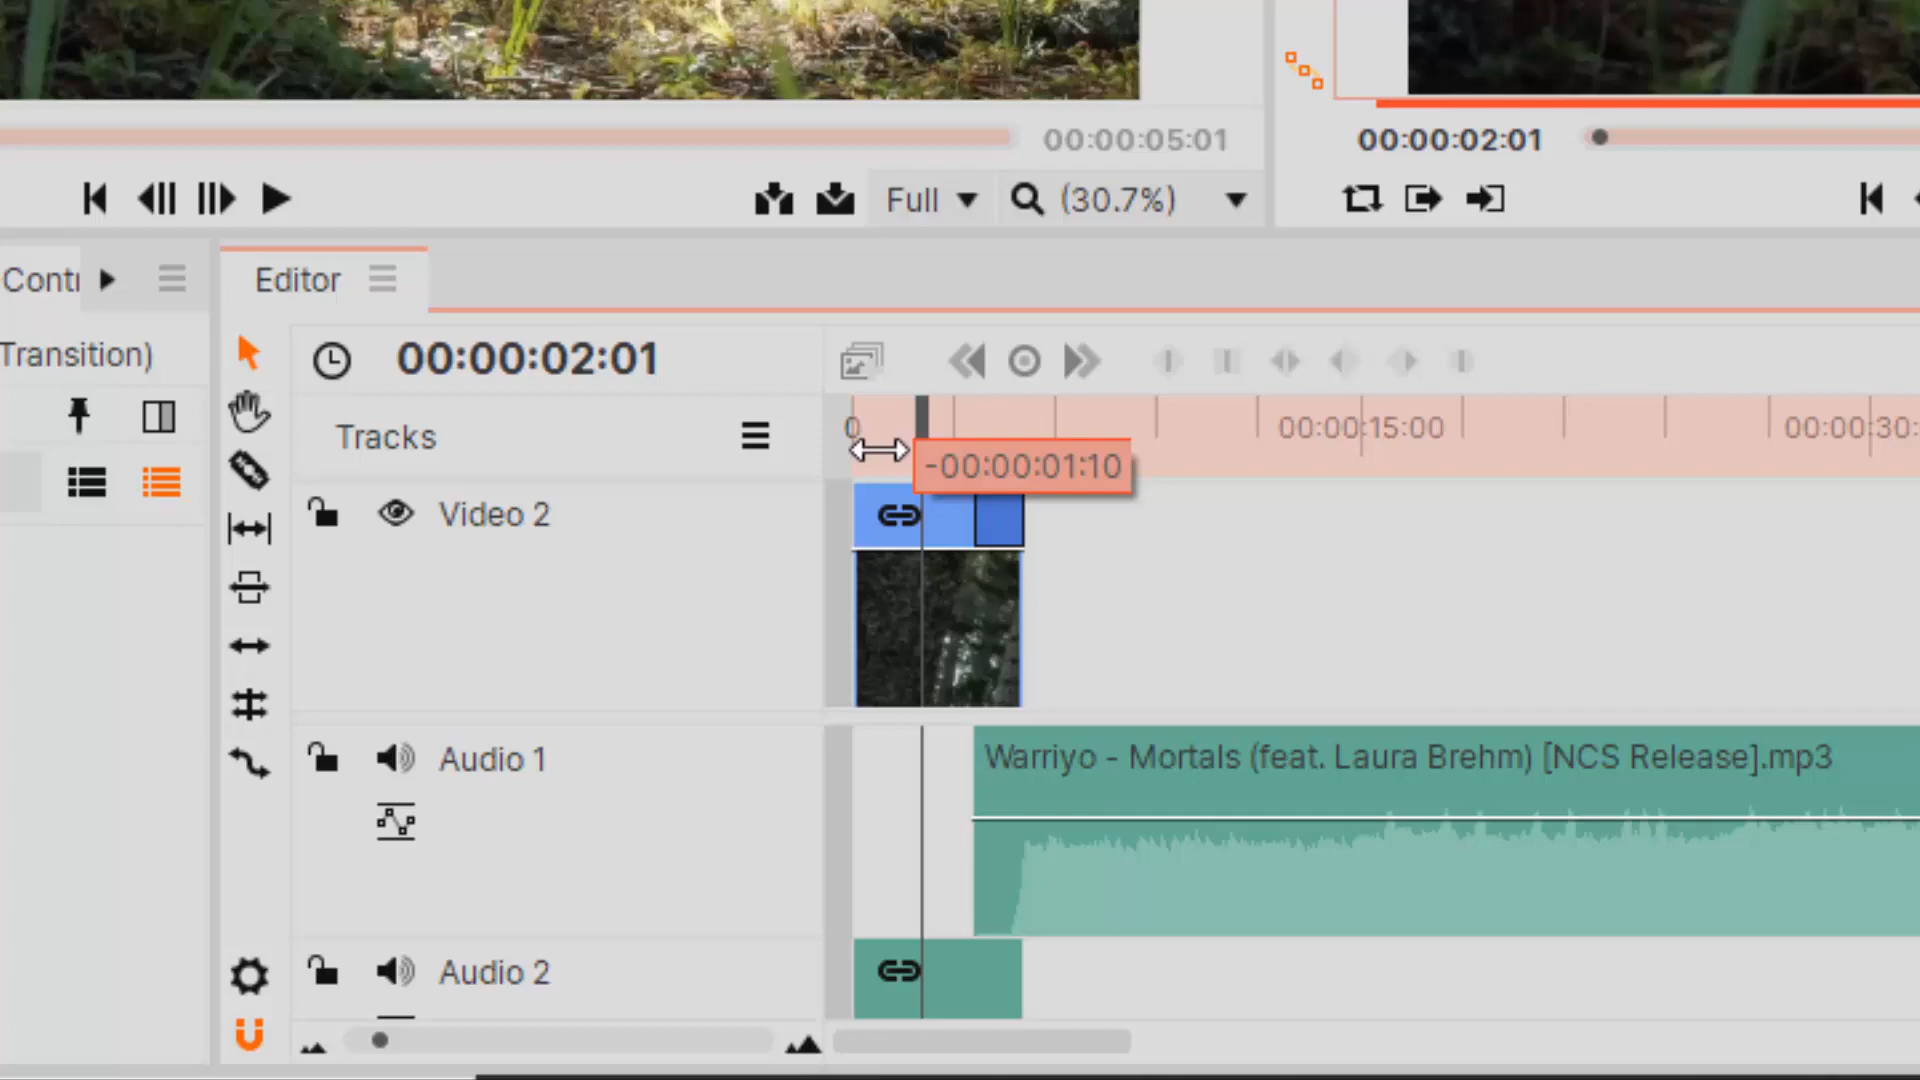 00:00:05:01
00:00:02:01
Full
(30.7%)
Contr
Editor
Transition)
00:00:02:01
Tracks
0
00:00:15:00
00:00:30:
-00:00:01:10
Video 2
Audio 1
Warriyo - Mortals (feat. Laura Brehm) [NCS Release].mp3
Audio 2